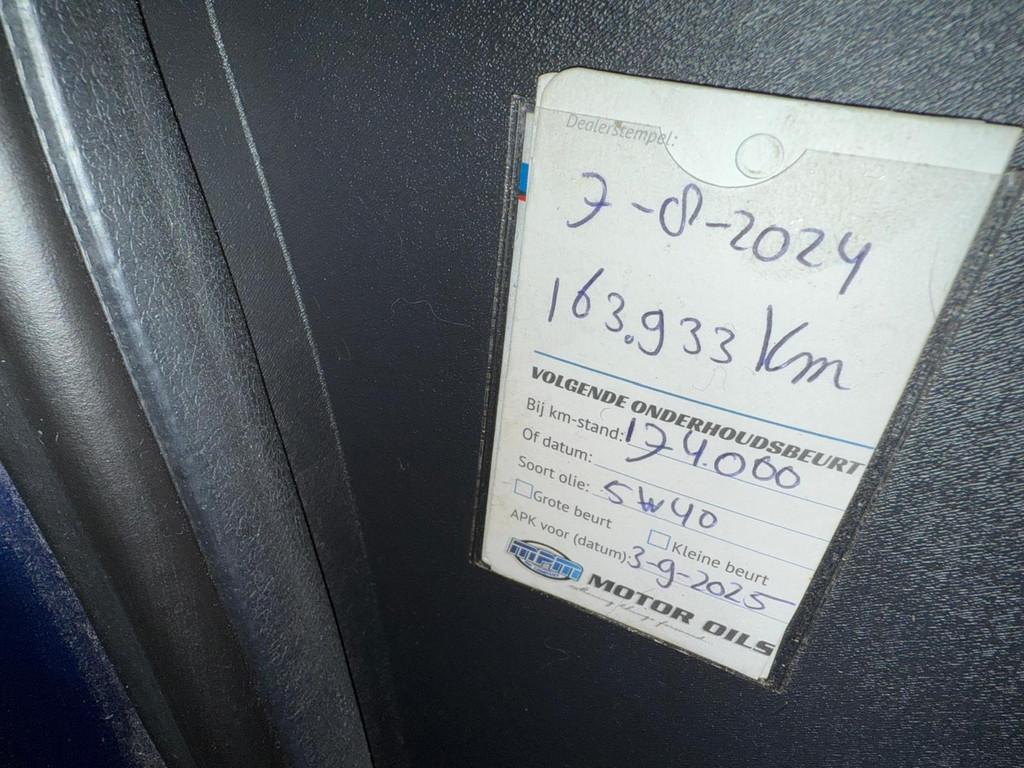 Dealerstempel:
7-8-2024
163.933 Km
VOLGENDE ONDERHOUDSBEURT
Bij km-stand: 174.000
Of datum:
Soort olie: 5W40
Grote beurt Kleine beurt
APK voor (datum): 3-9-2025
MPM MOTOR OILS